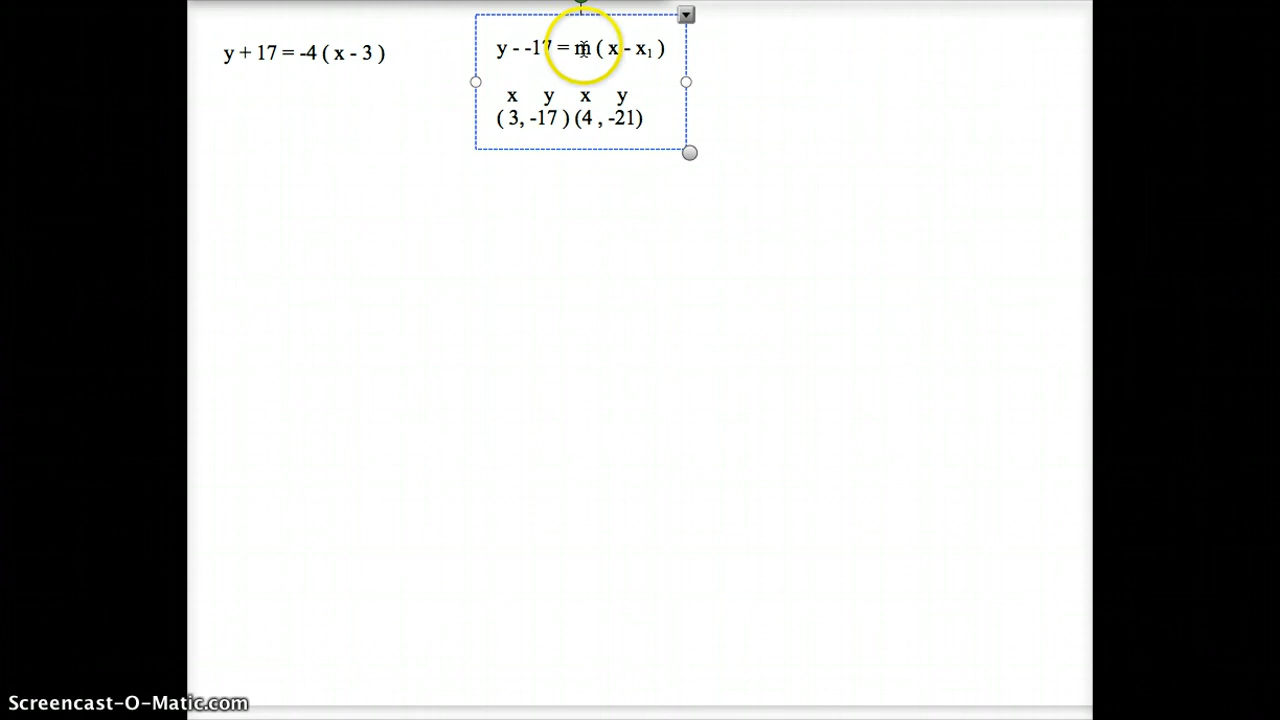 y + 17 = -4 ( x - 3 )
y - -17 = m ( x - x₁ )
x y x y
( 3, -17 ) (4 , -21)
Screencast-O-Matic.com